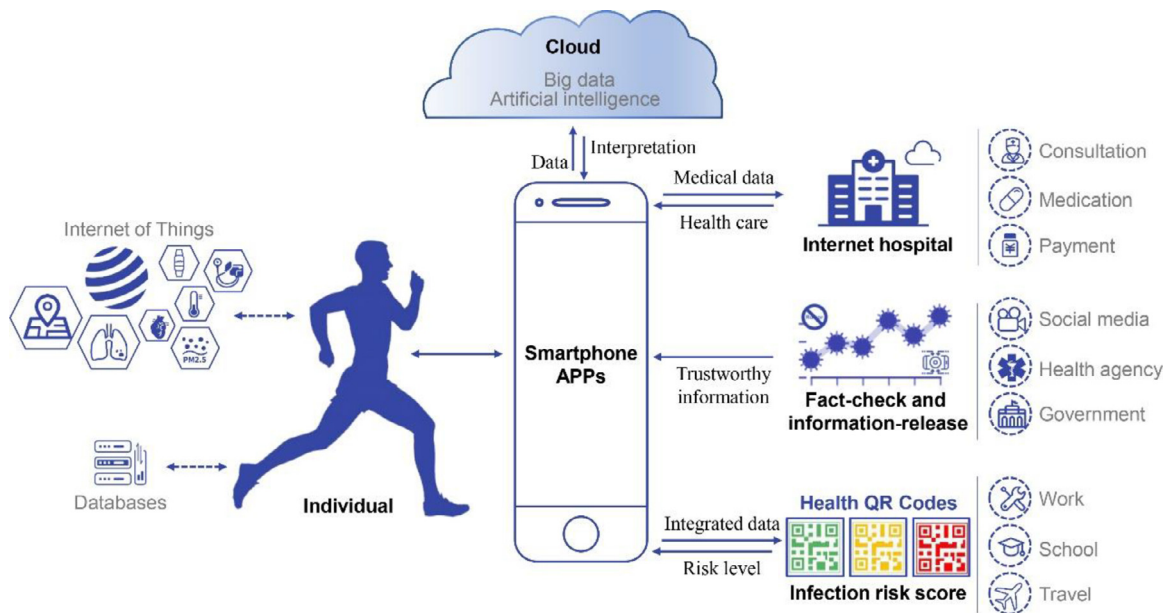 Cloud
Big data
Artificial intelligence
Data
Interpretation
Internet of Things
PM2.5
Databases
Individual
Smartphone
APPs
Medical data
Health care
Internet hospital
Consultation
Medication
¥
Payment
Trustworthy
information
Fact-check and
information-release
Social media
Health agency
Government
Integrated data
Risk level
Health QR Codes
Infection risk score
Work
School
Travel